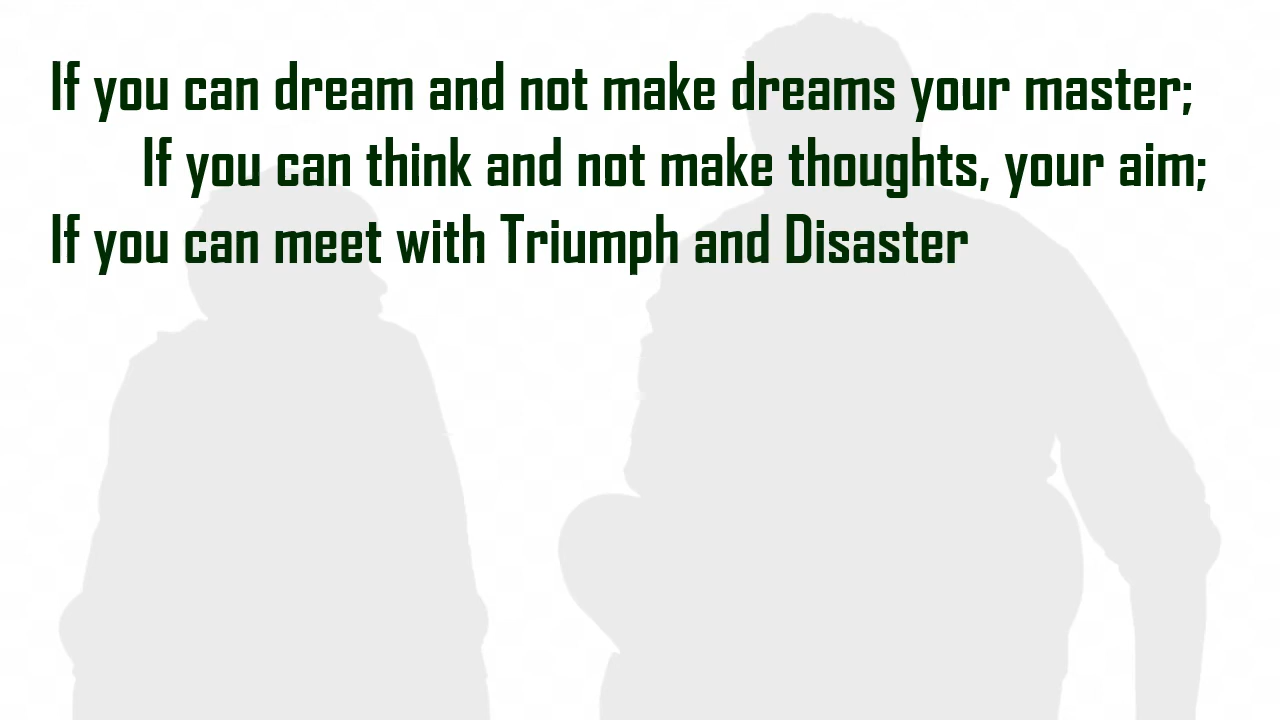 If you can dream and not make dreams your master;
If you can think and not make thoughts, your aim;
If you can meet with Triumph and Disaster